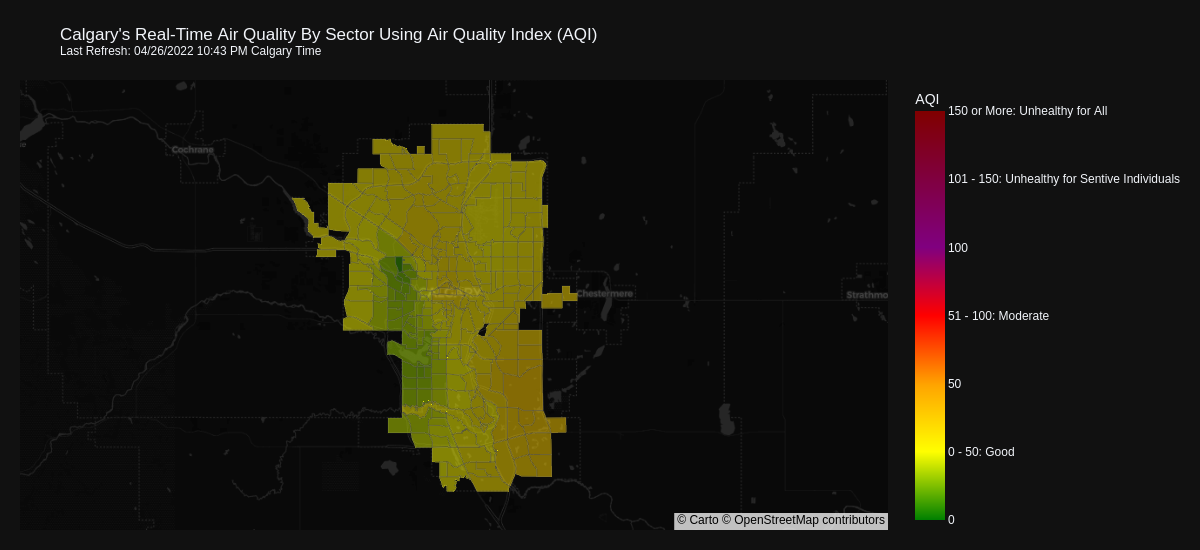 Calgary's Real-Time Air Quality By Sector Using Air Quality Index (AQI)
Last Refresh: 04/26/2022 10:43 PM Calgary Time
AQI
150 or More: Unhealthy for All
Cochrane
101 - 150: Unhealthy for Sentive Individuals
100
Chestermere
Strathmo
51 - 100: Moderate
50
0 - 50: Good
0
© Carto © OpenStreetMap contributors